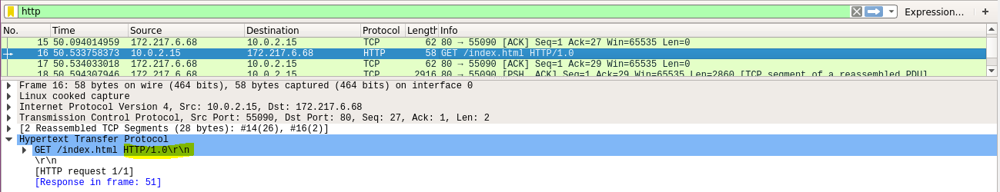 http Expression... +
No. Time Source Destination Protocol Length Info
15 50.094014959 172.217.6.68 10.0.2.15 TCP 62 80 → 55090 [ACK] Seq=1 Ack=27 Win=65535 Len=0
16 50.533758373 10.0.2.15 172.217.6.68 HTTP 58 GET /index.html HTTP/1.0
17 50.534033018 172.217.6.68 10.0.2.15 TCP 62 80 → 55090 [ACK] Seq=1 Ack=29 Win=65535 Len=0
18 50.594307946 172.217.6.68 10.0.2.15 TCP 2916 80 → 55090 [PSH, ACK] Seq=1 Ack=29 Win=65535 Len=2860 [TCP segment of a reassembled PDU]
Frame 16: 58 bytes on wire (464 bits), 58 bytes captured (464 bits) on interface 0
Linux cooked capture
Internet Protocol Version 4, Src: 10.0.2.15, Dst: 172.217.6.68
Transmission Control Protocol, Src Port: 55090, Dst Port: 80, Seq: 27, Ack: 1, Len: 2
[2 Reassembled TCP Segments (28 bytes): #14(26), #16(2)]
Hypertext Transfer Protocol
GET /index.html HTTP/1.0\r\n
\r\n
[HTTP request 1/1]
[Response in frame: 51]